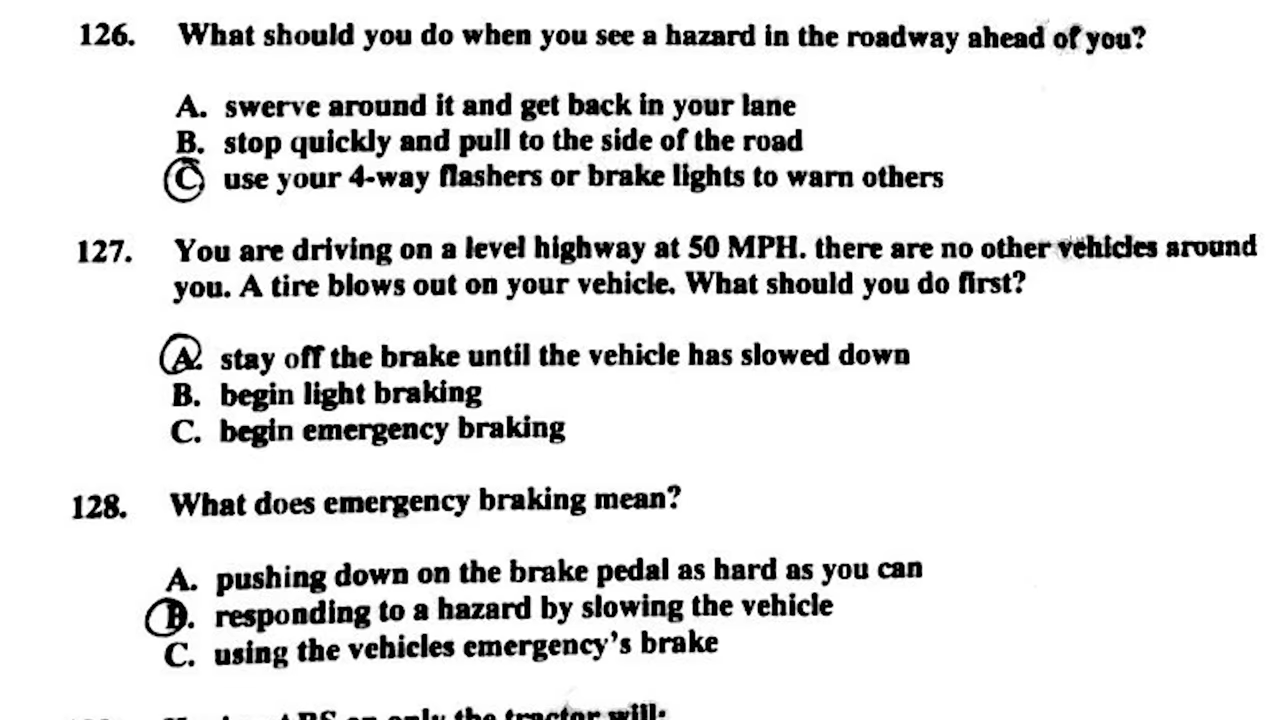 126. What should you do when you see a hazard in the roadway ahead of you?
A. swerve around it and get back in your lane
B. stop quickly and pull to the side of the road
C use your 4-way flashers or brake lights to warn others
127. You are driving on a level highway at 50 MPH. there are no other vehicles around
you. A tire blows out on your vehicle. What should you do first?
A. stay off the brake until the vehicle has slowed down
B. begin light braking
C. begin emergency braking
128. What does emergency braking mean?
A. pushing down on the brake pedal as hard as you can
B. responding to a hazard by slowing the vehicle
C. using the vehicles emergency's brake
ABS on only the tractor will: